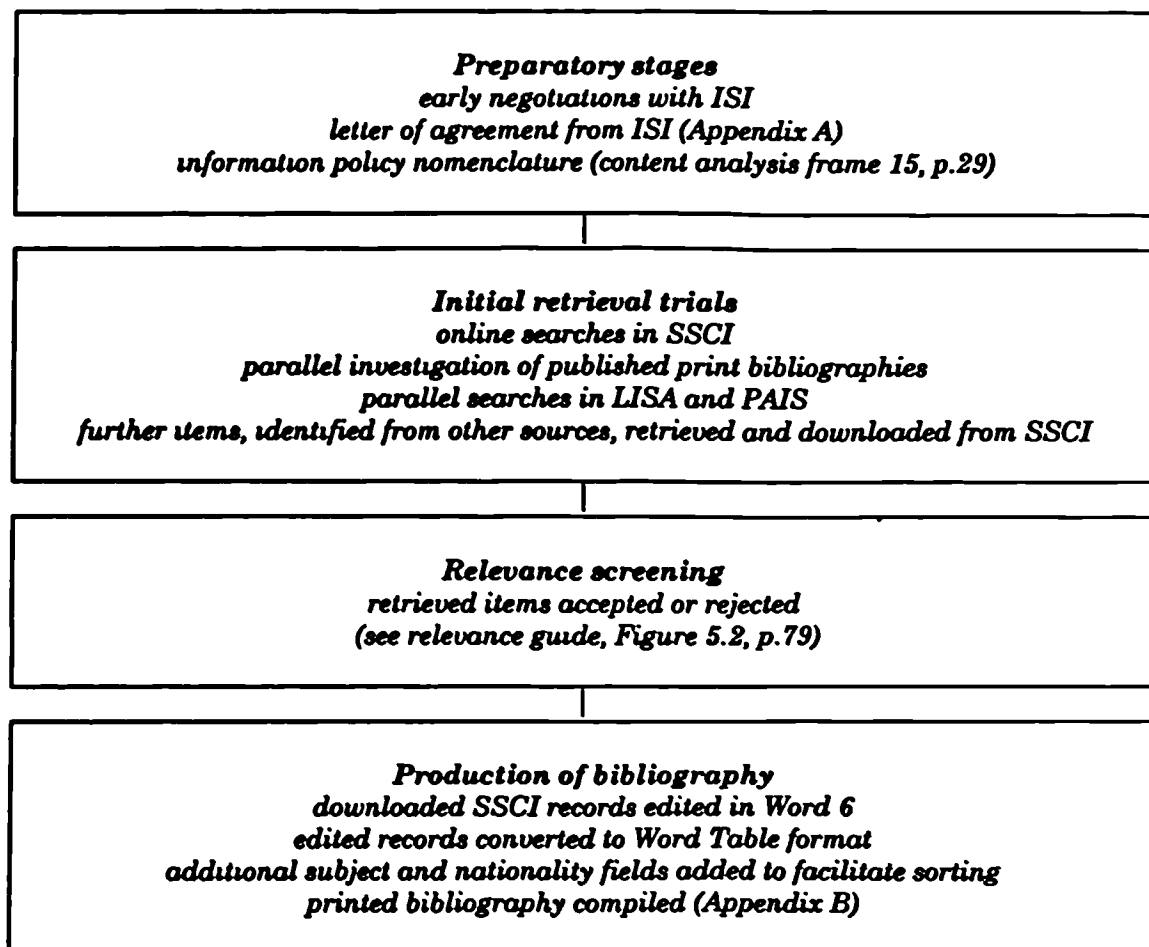 Preparatory stages
early negotiations with ISI
letter of agreement from ISI (Appendix A)
information policy nomenclature (content analysis frame 15, p.29)
Initial retrieval trials
online searches in SSCI
parallel investigation of published print bibliographies
parallel searches in LISA and PAIS
further items, identified from other sources, retrieved and downloaded from SSCI
Relevance screening
retrieved items accepted or rejected
(see relevance guide, Figure 5.2, p.79)
Production of bibliography
downloaded SSCI records edited in Word 6
edited records converted to Word Table format
additional subject and nationality fields added to facilitate sorting
printed bibliography compiled (Appendix B)